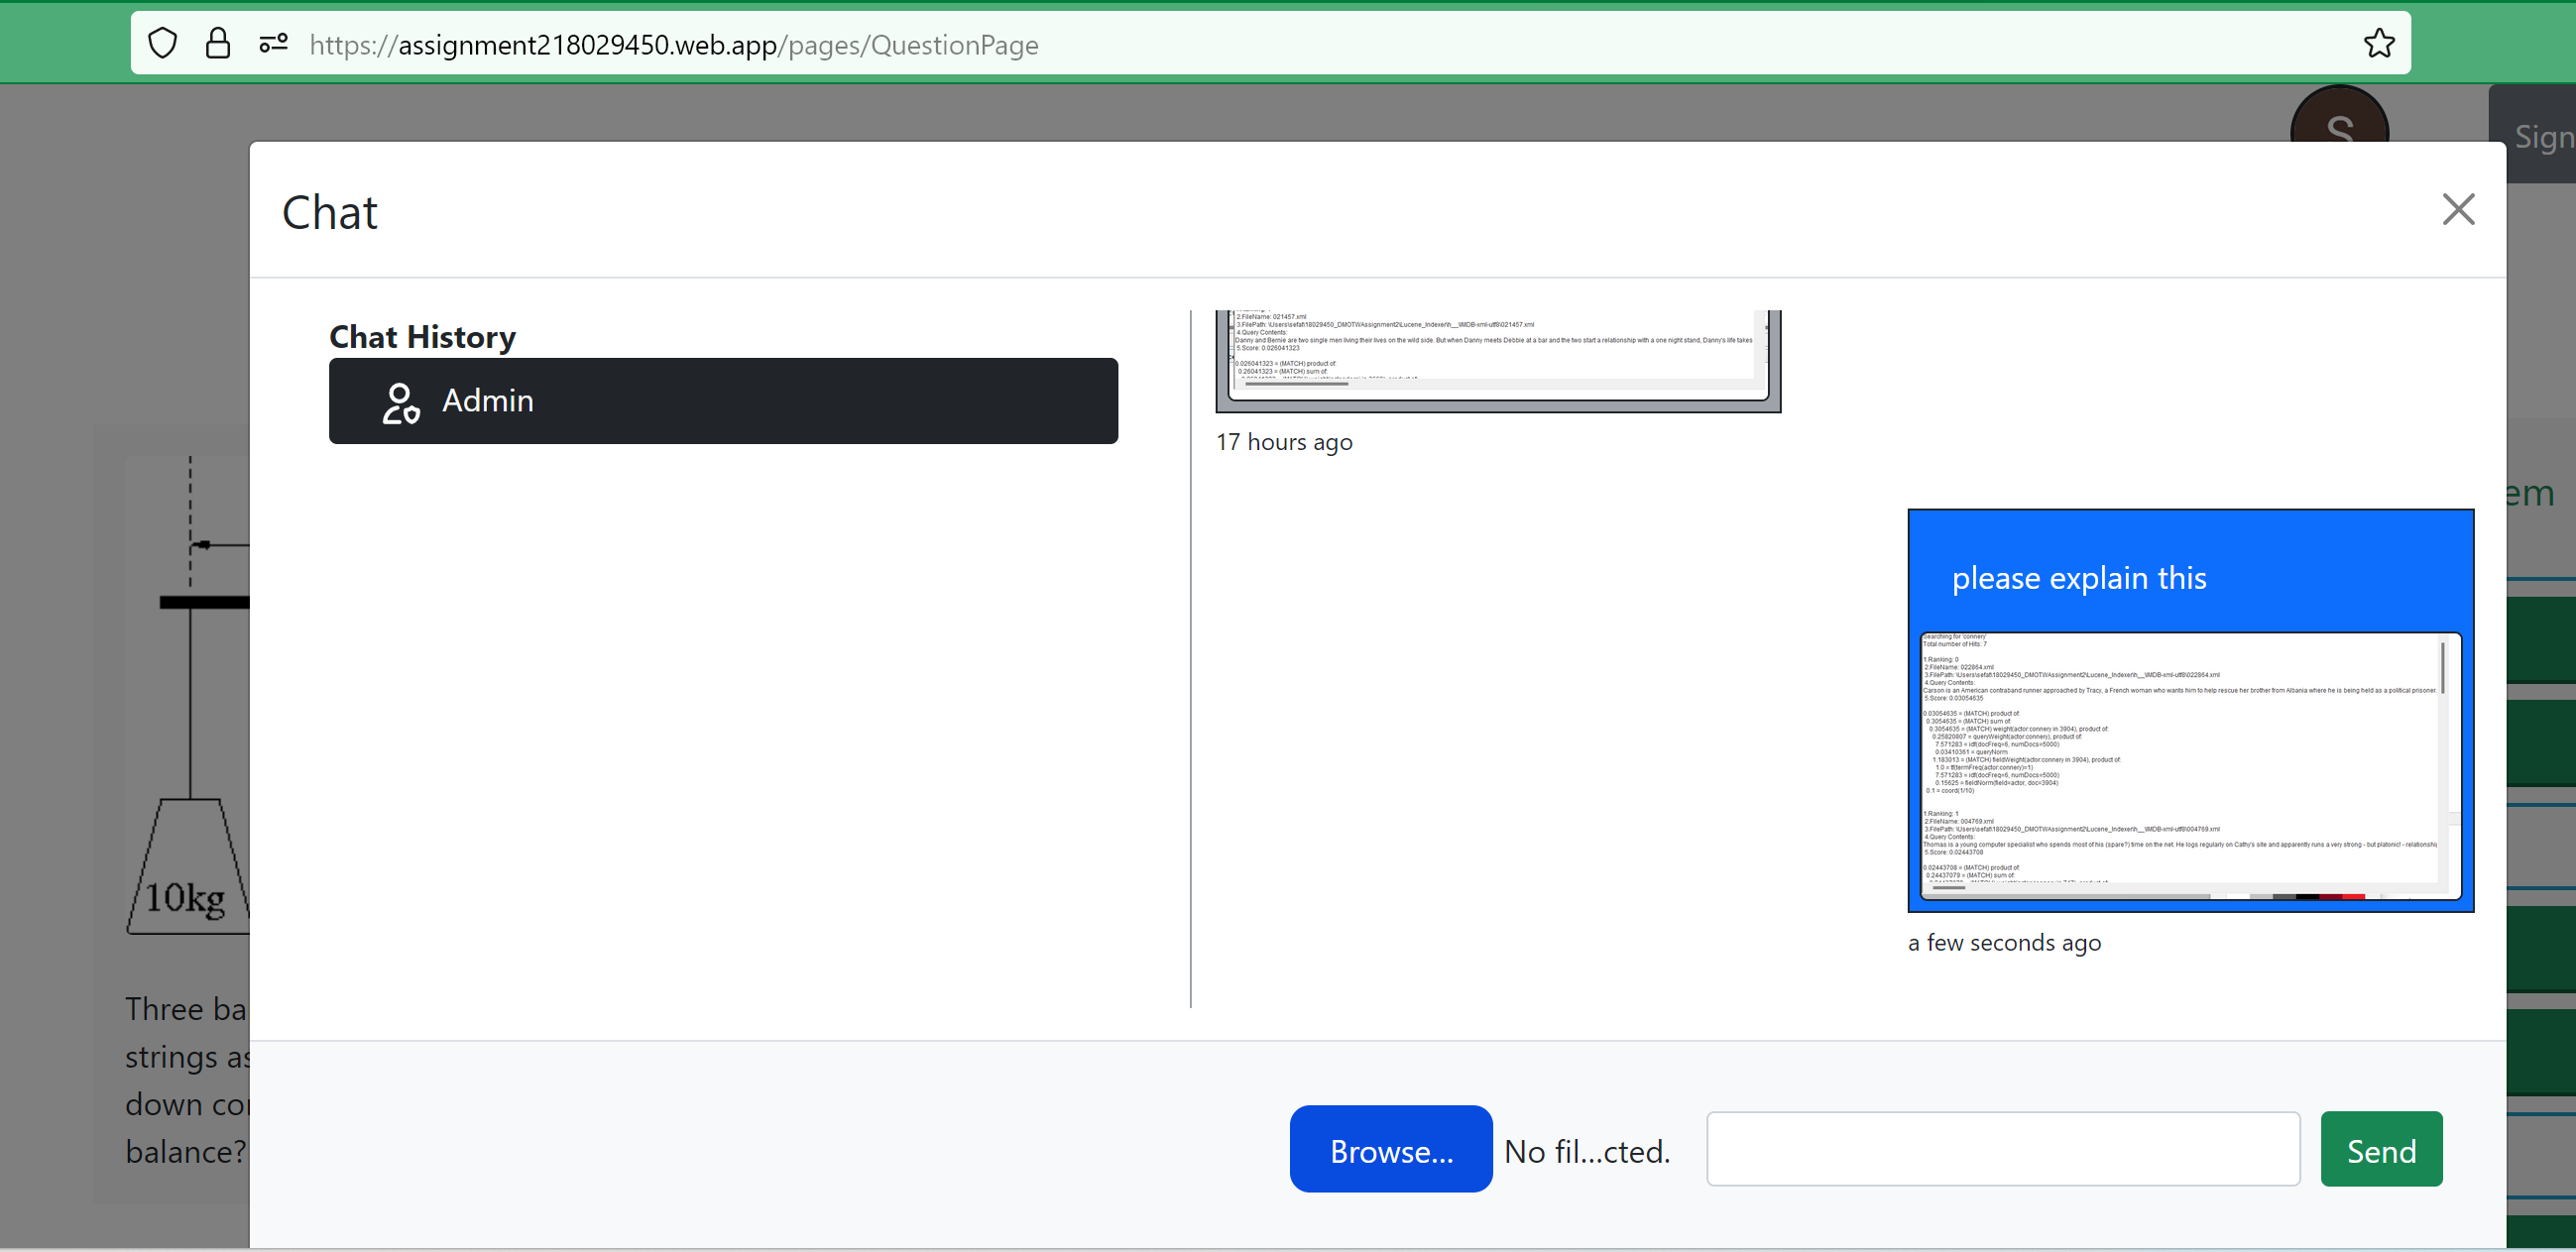 https://assignment218029450.web.app/pages/QuestionPage
S
Sign
Chat
Chat History
Admin
2.FileName: 021457.xml
3.FilePath: \Users\sefat\18029450_DMOTWAssignment2\Lucene_Indexer\h__\IMDB-xml-utf8\021457.xml
4.Query Contents:
Danny and Bernie are two single men living their lives on the wild side. But when Danny meets Debbie at a bar and the two start a relationship with a one night stand, Danny's life takes
5.Score: 0.026041323
0.026041323 = (MATCH) product of:
0.26041323 = (MATCH) sum of:
17 hours ago
em
please explain this
Searching for 'connery'
Total number of Hits: 7
1.Ranking: 0
2.FileName: 022864.xml
3.FilePath: \Users\sefat\18029450_DMOTWAssignment2\Lucene_Indexer\h__\IMDB-xml-utf8\022864.xml
4.Query Contents:
Carson is an American contraband runner approached by Tracy, a French woman who wants him to help rescue her brother from Albania where he is being held as a political prisoner.
5.Score: 0.03054635
0.03054635 = (MATCH) product of:
0.3054635 = (MATCH) sum of:
0.3054635 = (MATCH) weight(actor:connery in 3904), product of:
0.25820807 = queryWeight(actor:connery), product of:
7.571283 = idf(docFreq=6, numDocs=5000)
0.03410361 = queryNorm
1.183013 = (MATCH) fieldWeight(actor:connery in 3904), product of:
1.0 = tf(termFreq(actor:connery)=1)
7.571283 = idf(docFreq=6, numDocs=5000)
0.15625 = fieldNorm(field=actor, doc=3904)
0.1 = coord(1/10)
1.Ranking: 1
2.FileName: 004769.xml
3.FilePath: \Users\sefat\18029450_DMOTWAssignment2\Lucene_Indexer\h__\IMDB-xml-utf8\004769.xml
4.Query Contents:
Thomas is a young computer specialist who spends most of his (spare?) time on the net. He logs regularly on Cathy's site and apparently runs a very strong - but platonic! - relationship
5.Score: 0.02443708
0.02443708 = (MATCH) product of:
0.24437079 = (MATCH) sum of:
a few seconds ago
10kg
Three ba
strings as
down co
balance?
Browse...
No fil...cted.
Send